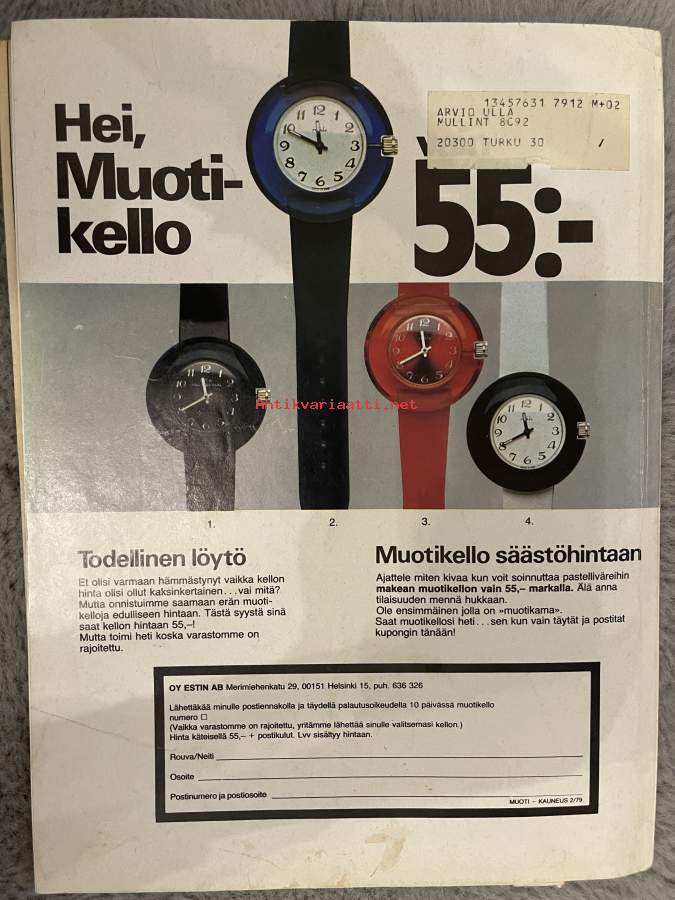 Hei,
Muoti-
kello
13457631 7912 M+02
ARVIO ULLA
MULLINT 8C92
20300 TURKU 30 /
55:-
Antikvariaatti.net
1.
2.
3.
4.
Todellinen löytö
Et olisi varmaan hämmästynyt vaikka kellon
hinta olisi ollut kaksinkertainen...vai mitä?
Mutta onnistuimme saamaan erän muoti-
kelloja edulliseen hintaan. Tästä syystä sinä
saat kellon hintaan 55,–!
Mutta toimi heti koska varastomme on
rajoitettu.
Muotikello säästöhintaan
Ajattele miten kivaa kun voit soinnuttaa pastelliväreihin
makean muotikellon vain 55,– markalla. Älä anna
tilaisuuden mennä hukkaan.
Ole ensimmäinen jolla on »muotikama».
Saat muotikellosi heti...sen kun vain täytät ja postitat
kupongin tänään!
OY ESTIN AB Merimiehenkatu 29, 00151 Helsinki 15, puh. 636 326
Lähettäkää minulle postiennakolla ja täydellä palautusoikeudella 10 päivässä muotikello
numero □
(Vaikka varastomme on rajoitettu, yritämme lähettää sinulle valitsemasi kellon.)
Hinta käteisellä 55,– + postikulut. Lvv sisältyy hintaan.
Rouva/Neiti
Osoite
Postinumero ja postiosoite
MUOTI - KAUNEUS 2/79